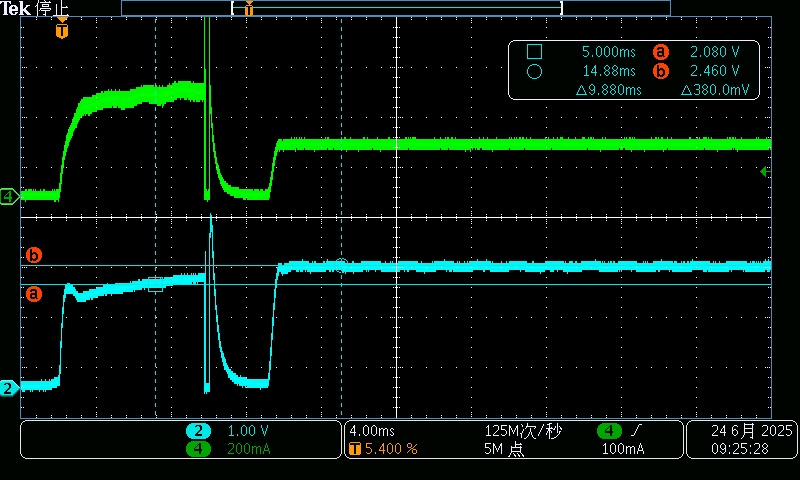 Tek 停止
T
T
5.000ms a 2.080 V
14.88ms b 2.460 V
△9.880ms △380.0mV
4
b
a
2
2 1.00 V 4.00ms 125M次/秒 4 24 6月 2025
4 200mA T 5.400 % 5M 点 100mA 09:25:28